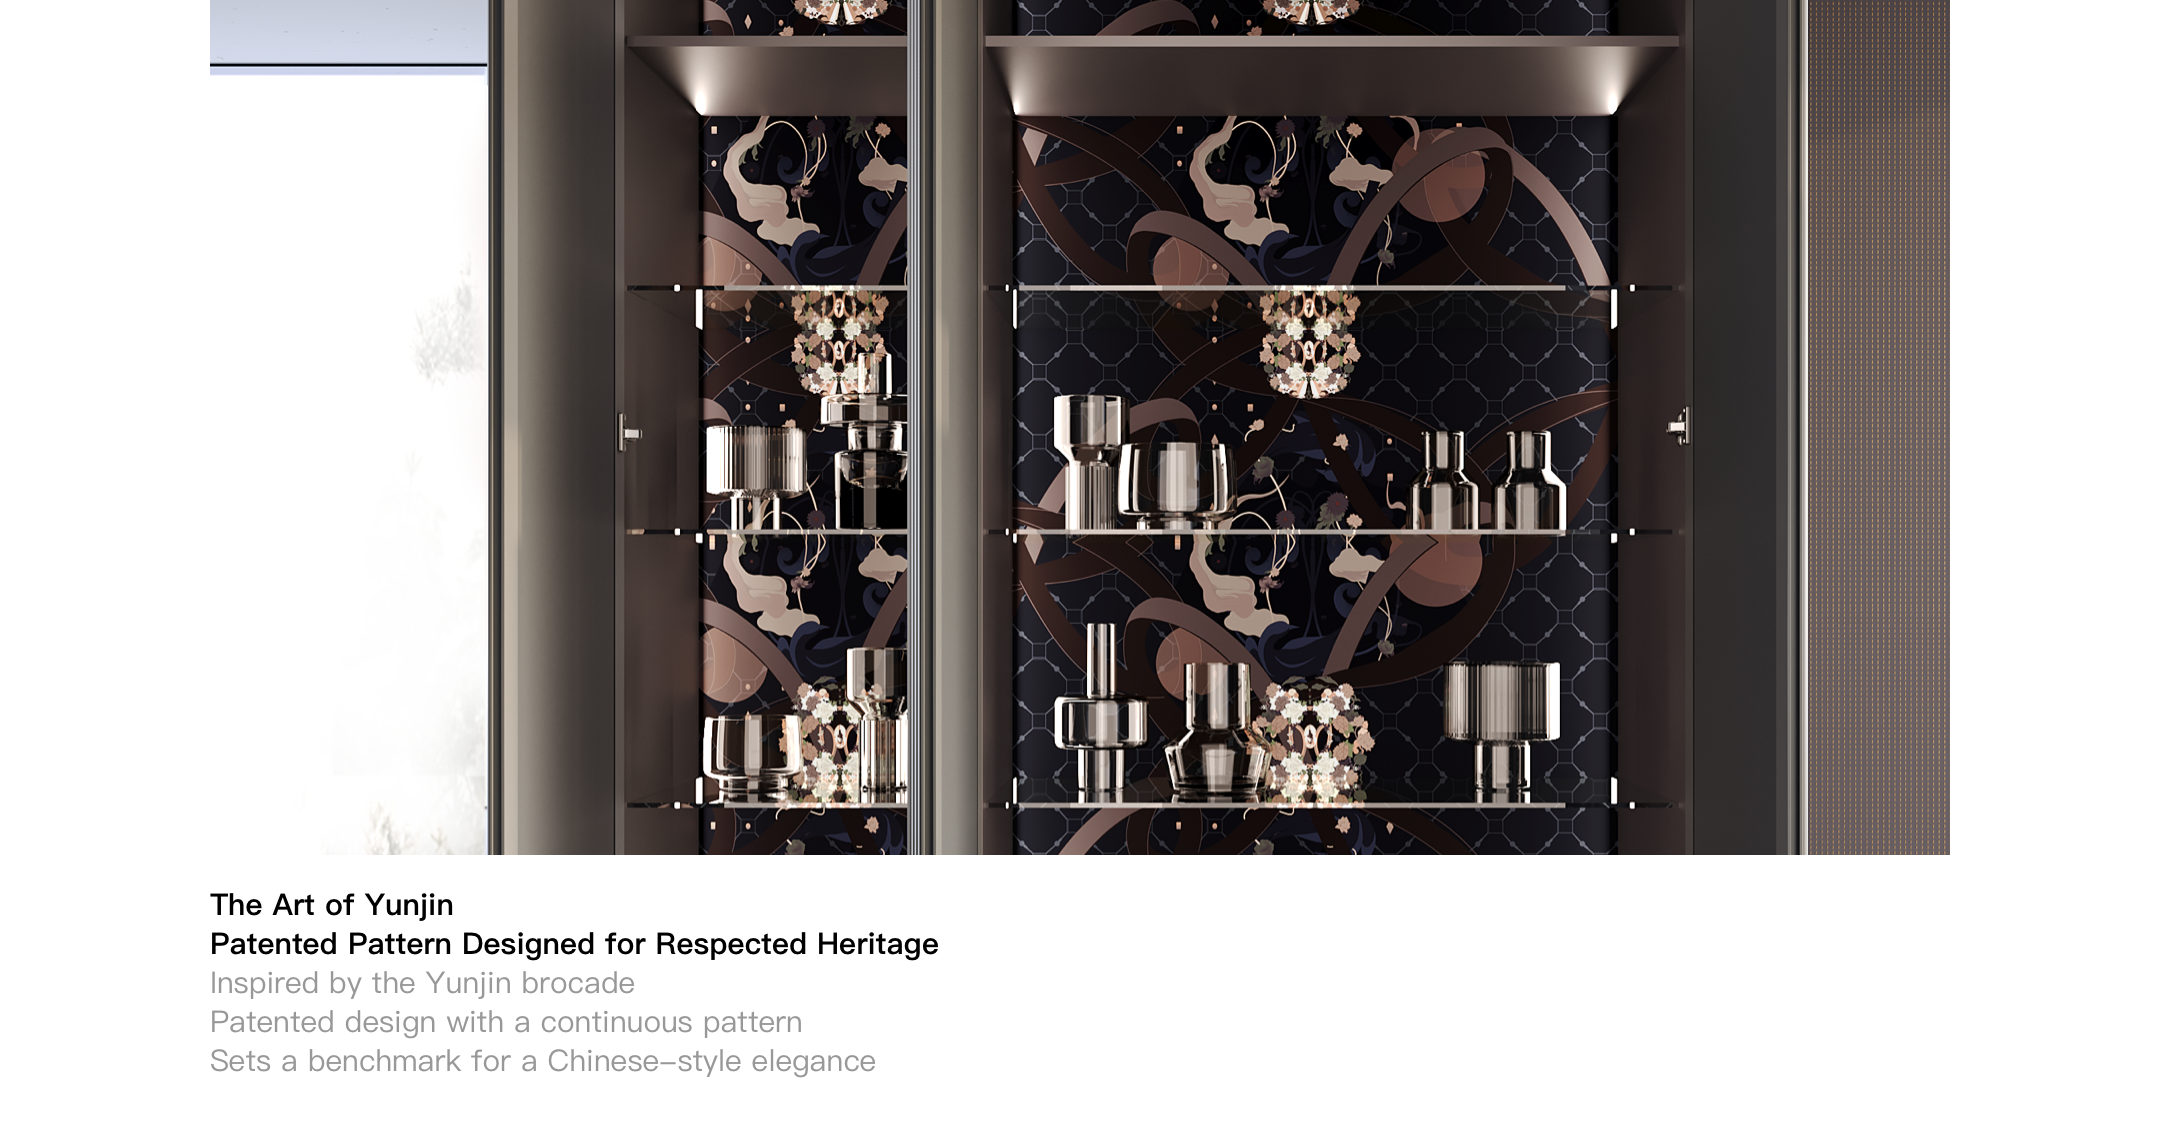 The Art of Yunjin
Patented Pattern Designed for Respected Heritage
Inspired by the Yunjin brocade
Patented design with a continuous pattern
Sets a benchmark for a Chinese–style elegance